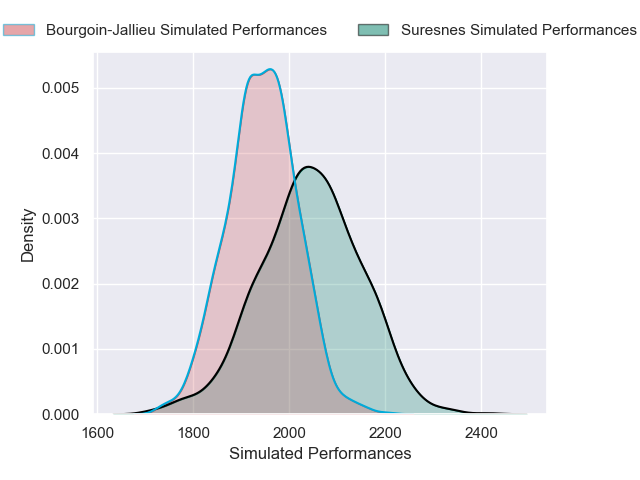 Bourgoin-Jallieu Simulated Performances
Suresnes Simulated Performances
0.005
0.004
0.003
0.002
0.001
0.000
Density
1600
1800
2000
2200
2400
Simulated Performances